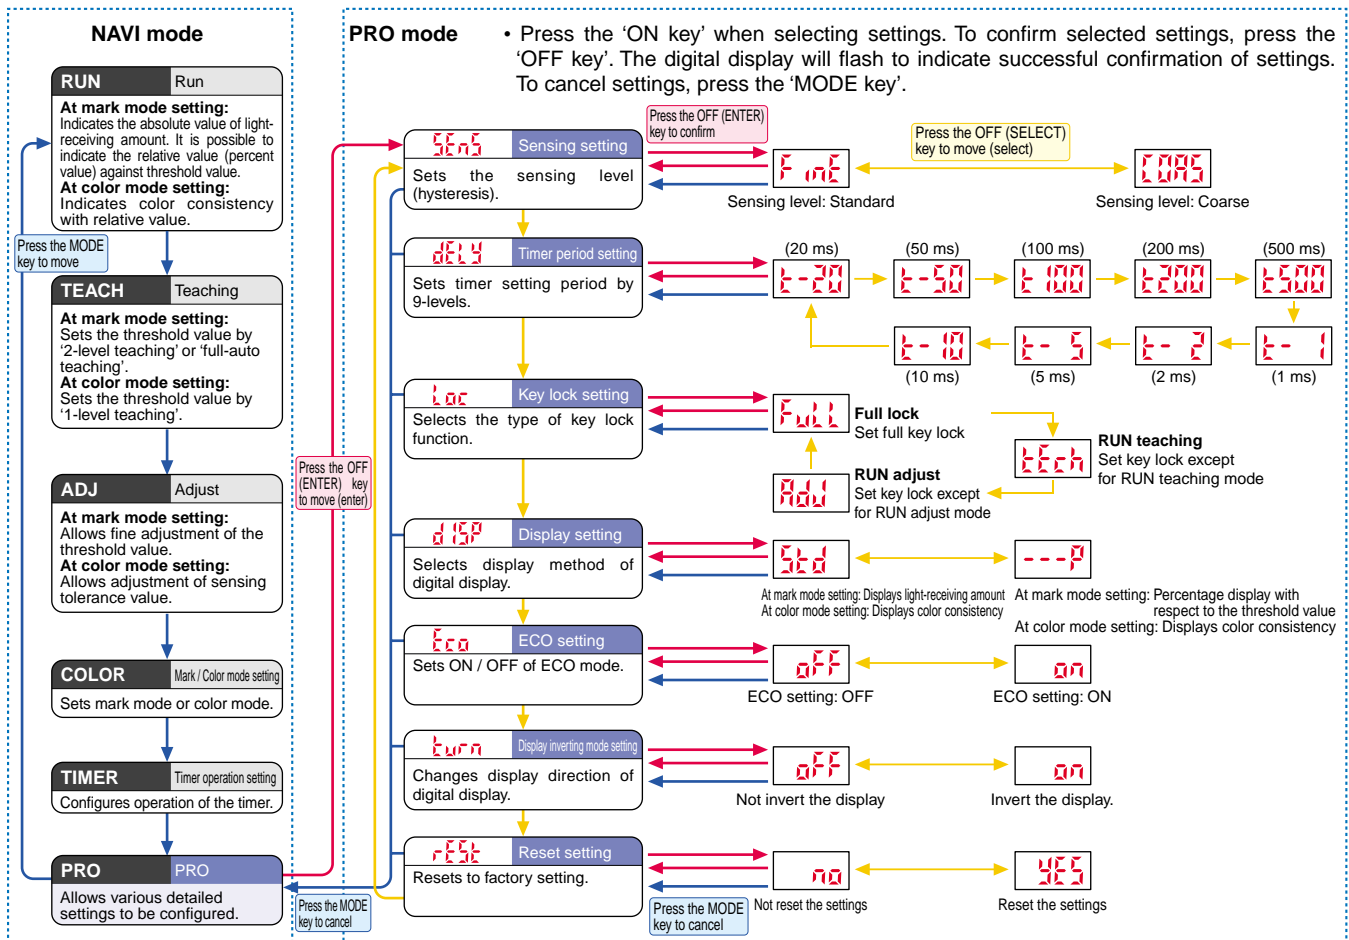 NAVI mode
RUN
Run
At mark mode setting:
Indicates the absolute value of light-
receiving amount. It is possible to
indicate the relative value (percent
value) against threshold value.
At color mode setting:
Indicates color consistency
with relative value.
Press the MODE
key to move
TEACH
Teaching
At mark mode setting:
Sets the threshold value by
‘2-level teaching’ or ‘full-auto
teaching’.
At color mode setting:
Sets the threshold value by
‘1-level teaching’.
ADJ
Adjust
At mark mode setting:
Allows fine adjustment of the
threshold value.
At color mode setting:
Allows adjustment of sensing
tolerance value.
COLOR
Mark / Color mode setting
Sets mark mode or color mode.
TIMER
Timer operation setting
Configures operation of the timer.
PRO
PRO
Allows various detailed
settings to be configured.
Press the OFF
(ENTER) key
to move (enter)
Press the MODE
key to cancel
PRO mode
• Press the ‘ON key’ when selecting settings. To confirm selected settings, press the
‘OFF key’. The digital display will flash to indicate successful confirmation of settings.
To cancel settings, press the ‘MODE key’.
Press the OFF (ENTER)
key to confirm
Press the OFF (SELECT)
key to move (select)
SEnS
Sensing setting
Sets the sensing level
(hysteresis).
FinE
Sensing level: Standard
COAS
Sensing level: Coarse
dELY
Timer period setting
Sets timer setting period by
9-levels.
(20 ms)
(50 ms)
(100 ms)
(200 ms)
(500 ms)
t-20
t-50
t100
t200
t500
t- 10
t- 5
t- 2
t- 1
(10 ms)
(5 ms)
(2 ms)
(1 ms)
Loc
Key lock setting
Selects the type of key lock
function.
FuLL
Full lock
Set full key lock
tEch
RUN teaching
Set key lock except
for RUN teaching mode
AdJ
RUN adjust
Set key lock except
for RUN adjust mode
dISP
Display setting
Selects display method of
digital display.
Std
At mark mode setting: Displays light-receiving amount
At color mode setting: Displays color consistency
---P
At mark mode setting: Percentage display with
respect to the threshold value
At color mode setting: Displays color consistency
Eco
ECO setting
Sets ON / OFF of ECO mode.
oFF
ECO setting: OFF
on
ECO setting: ON
turn
Display inverting mode setting
Changes display direction of
digital display.
oFF
Not invert the display
on
Invert the display.
rESt
Reset setting
Resets to factory setting.
no
Not reset the settings
YES
Reset the settings
Press the MODE
key to cancel